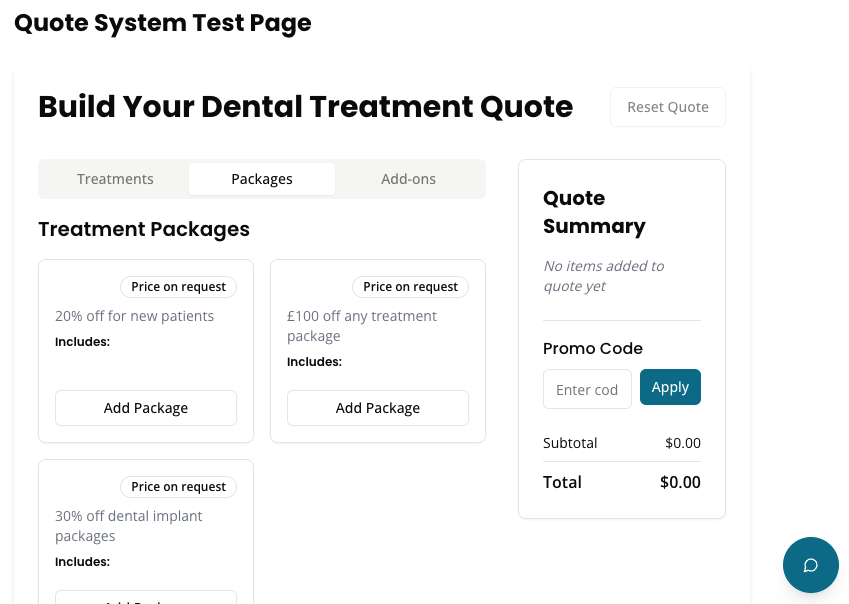 Quote System Test Page
Build Your Dental Treatment Quote
Reset Quote
Treatments
Packages
Add-ons
Treatment Packages
Price on request
20% off for new patients
Includes:
Add Package
Price on request
£100 off any treatment
package
Includes:
Add Package
Price on request
30% off dental implant
packages
Includes:
Add Package
Quote
Summary
No items added to
quote yet
Promo Code
Enter cod
Apply
Subtotal
$0.00
Total
$0.00